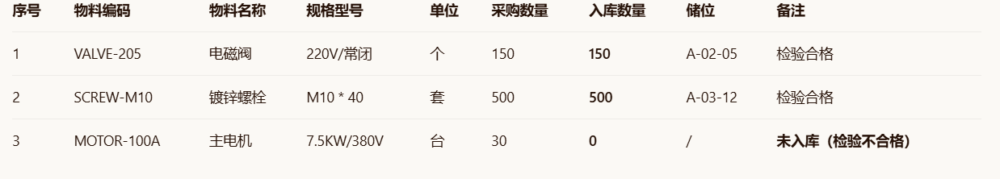 序号 物料编码 物料名称 规格型号 单位 采购数量 入库数量 储位 备注
1 VALVE-205 电磁阀 220V/常闭 个 150 150 A-02-05 检验合格
2 SCREW-M10 镀锌螺栓 M10 * 40 套 500 500 A-03-12 检验合格
3 MOTOR-100A 主电机 7.5KW/380V 台 30 0 / 未入库（检验不合格）